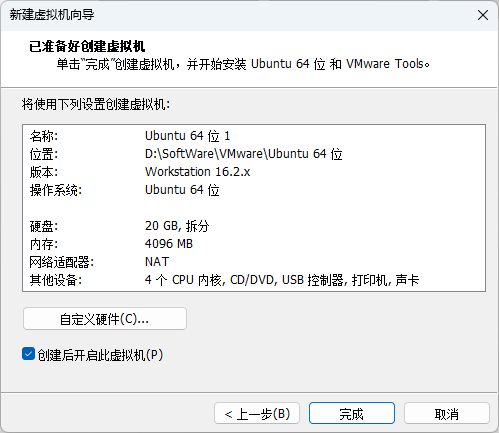 新建虚拟机向导
已准备好创建虚拟机
单击“完成”创建虚拟机，并开始安装 Ubuntu 64 位 和 VMware Tools。
将使用下列设置创建虚拟机:
名称: Ubuntu 64 位 1
位置: D:\SoftWare\VMware\Ubuntu 64 位
版本: Workstation 16.2.x
操作系统: Ubuntu 64 位
硬盘: 20 GB, 拆分
内存: 4096 MB
网络适配器: NAT
其他设备: 4 个 CPU 内核, CD/DVD, USB 控制器, 打印机, 声卡
自定义硬件(C)...
创建后开启此虚拟机(P)
< 上一步(B) 完成 取消